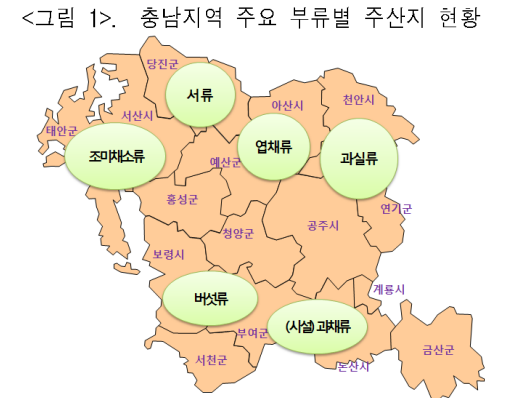 <그림 1>. 충남지역 주요 부류별 주산지 현황
당진군
서류
아산시
천안시
서산시
태안군
조미채소류
예산군
엽채류
과실류
홍성군
연기군
청양군
공주시
보령시
계룡시
버섯류
(시설)과채류
부여군
서천군
논산시
금산군